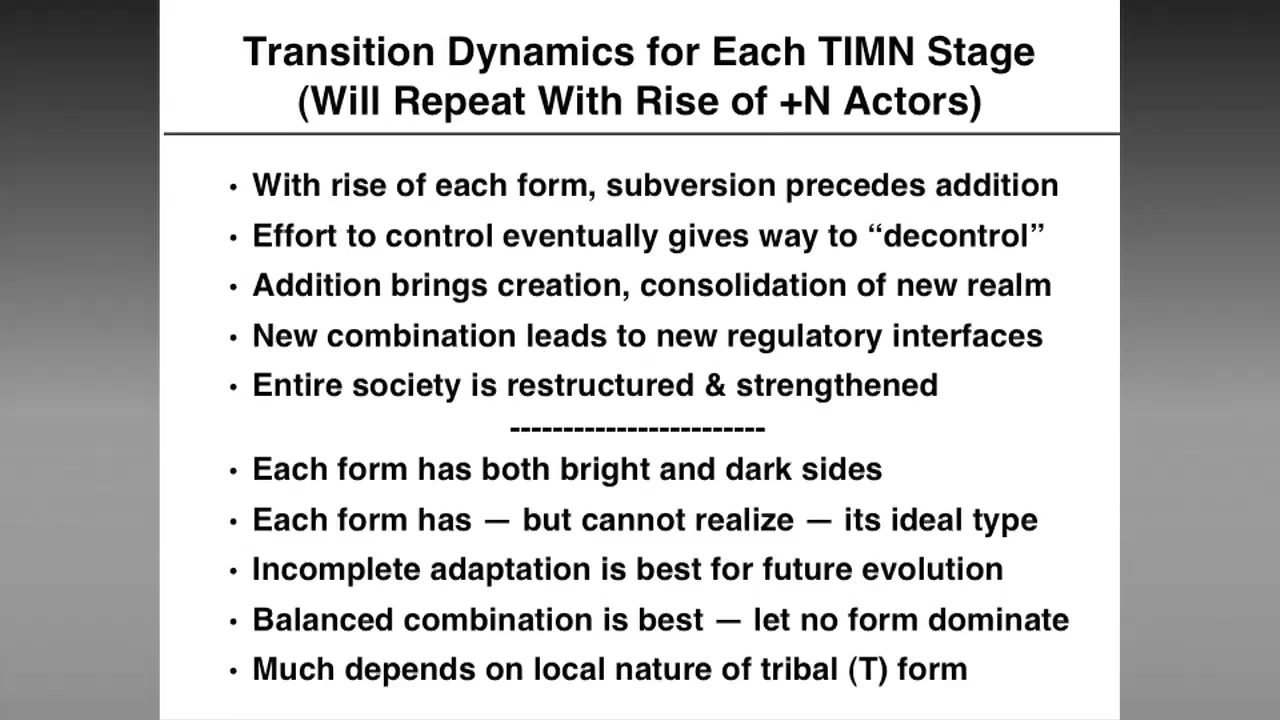 Transition Dynamics for Each TIMN Stage
(Will Repeat With Rise of +N Actors)
• With rise of each form, subversion precedes addition
• Effort to control eventually gives way to “decontrol”
• Addition brings creation, consolidation of new realm
• New combination leads to new regulatory interfaces
• Entire society is restructured & strengthened
------------------------
• Each form has both bright and dark sides
• Each form has — but cannot realize — its ideal type
• Incomplete adaptation is best for future evolution
• Balanced combination is best — let no form dominate
• Much depends on local nature of tribal (T) form